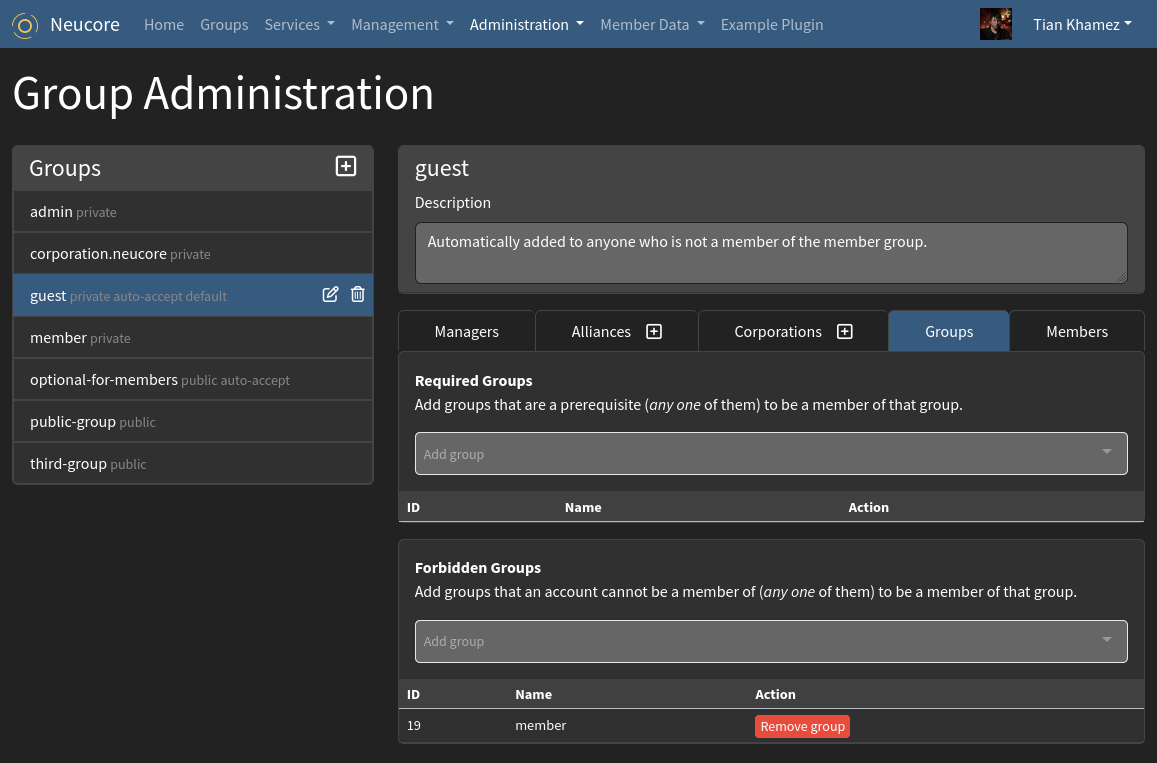 Neucore Home Groups Services Management Administration Member Data Example Plugin Tian Khamez
Group Administration
Groups
admin private
corporation.neucore private
guest private auto-accept default
member private
optional-for-members public auto-accept
public-group public
third-group public
guest
Description
Automatically added to anyone who is not a member of the member group.
Managers Alliances Corporations Groups Members
Required Groups
Add groups that are a prerequisite (any one of them) to be a member of that group.
Add group
ID Name Action
Forbidden Groups
Add groups that an account cannot be a member of (any one of them) to be a member of that group.
Add group
ID Name Action
19 member Remove group